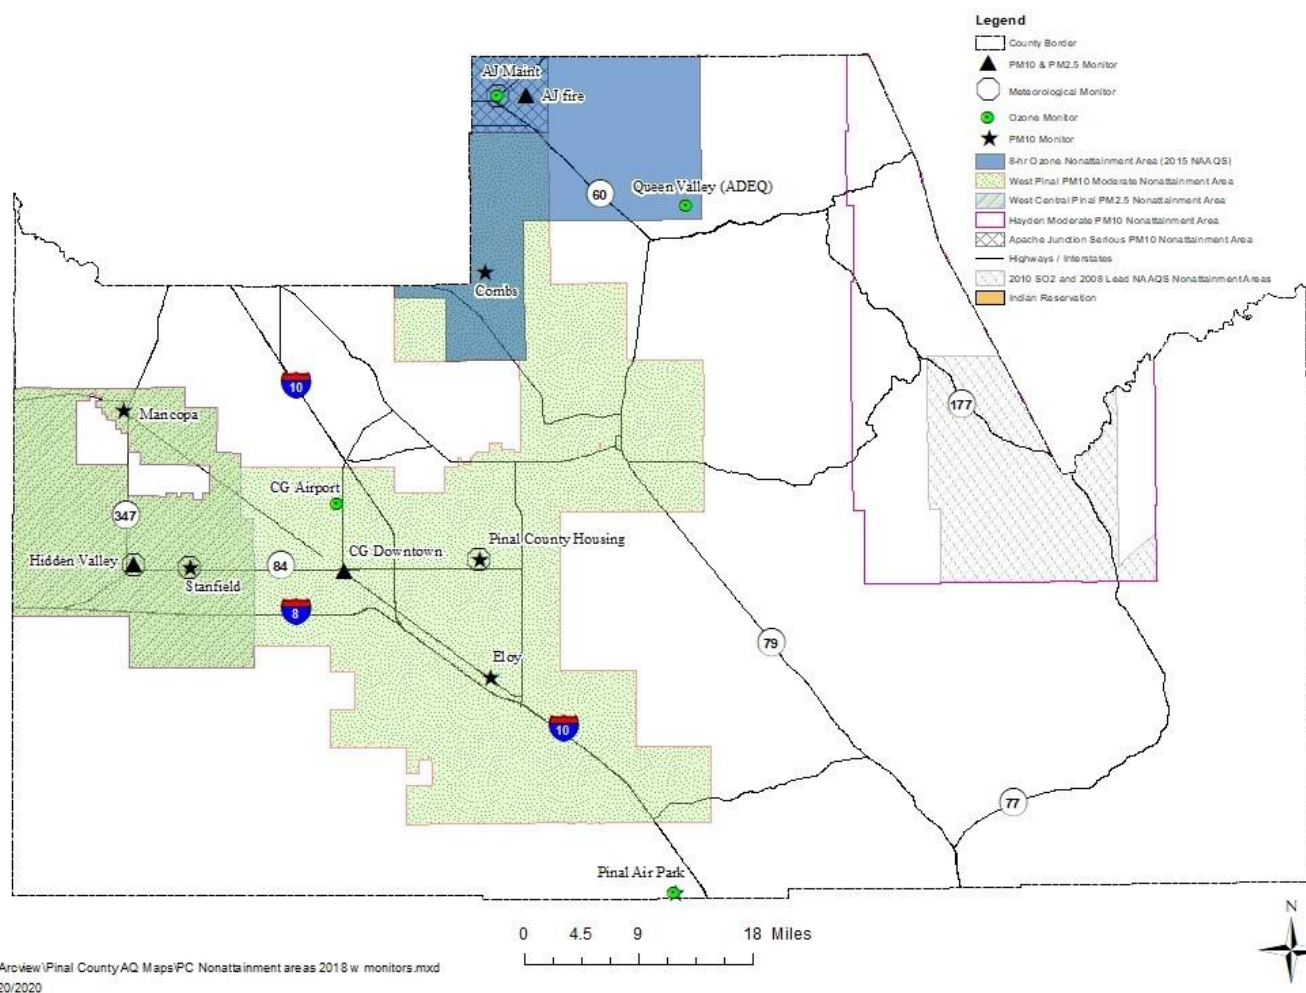 Legend
County Border
PM10 & PM2.5 Monitor
Meteorological Monitor
Ozone Monitor
PM10 Monitor
8-hr Ozone Nonattainment Area (2015 NAAQS)
West Pinal PM10 Moderate Nonattainment Area
West Central Pinal PM2.5 Nonattainment Area
Hayden Moderate PM10 Nonattainment Area
Apache Junction Serious PM10 Nonattainment Area
Highways / Interstates
2010 SO2 and 2008 Lead NAAQS Nonattainment Areas
Indian Reservation
AJ Maint
AJ fire
Queen Valley (ADEQ)
60
Combs
10
177
Maricopa
CG Airport
347
Pinal County Housing
Hidden Valley
CG Downtown
84
Stanfield
8
79
Eloy
10
77
Pinal Air Park
N
0 4.5 9 18 Miles
Arcview\Pinal County AQ Maps\PC Nonattainment areas 2018 w monitors.mxd
20/2020